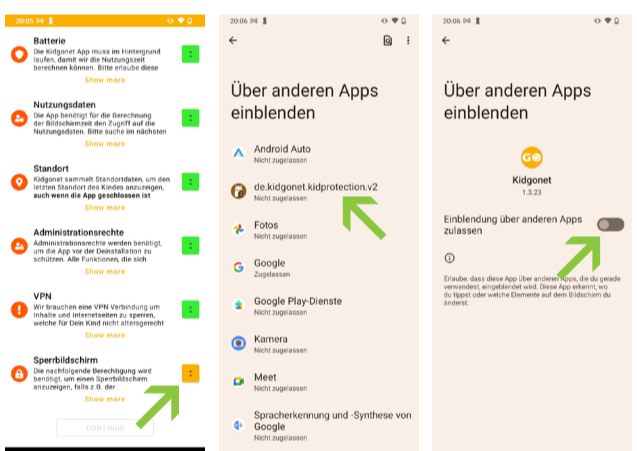 20:06
Batterie
Die Kidgonet App muss im Hintergrund
laufen, damit wir die Nutzungszeit
berechnen können. Bitte erlaube diese
Show more
Nutzungsdaten
Die App benötigt für die Berechnung
der Bildschirmzeit den Zugriff auf die
Nutzungsdaten. Bitte suche im nächsten
Show more
Standort
Kidgonet sammelt Standortdaten, um den
letzten Standort des Kindes anzuzeigen,
auch wenn die App geschlossen ist
Show more
Administrationsrechte
Administrationsrechte werden benötigt,
um die App vor der Deinstallation zu
schützen. Alle Funktionen, die sich
Show more
VPN
Wir brauchen eine VPN Verbindung um
Inhalte und Internetseiten zu sperren,
welche für Dein Kind nicht altersgerecht
Show more
Sperrbildschirm
Die nachfolgende Berechtigung wird
benötigt, um einen Sperrbildschirm
anzuzeigen, falls z.B. der
Show more
CONTINUE
20:06
Über anderen Apps
einblenden
Android Auto
Nicht zugelassen
de.kidgonet.kidprotection.v2
Nicht zugelassen
Fotos
Nicht zugelassen
Google
Zugelassen
Google Play-Dienste
Nicht zugelassen
Kamera
Nicht zugelassen
Meet
Nicht zugelassen
Spracherkennung und -Synthese von
Google
Nicht zugelassen
20:06
Über anderen Apps
einblenden
GO
Kidgonet
1.3.23
Einblendung über anderen Apps
zulassen
Erlaube, dass diese App über anderen Apps, die du gerade
verwendest, eingeblendet wird. Diese App erkennt, wo
du tippst oder welche Elemente auf dem Bildschirm du
änderst.